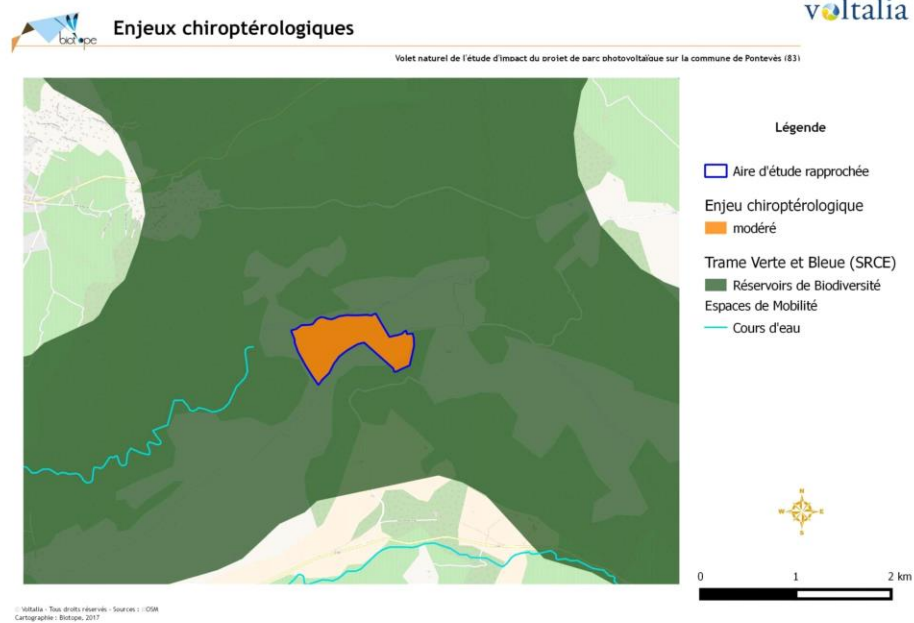 biotope
Enjeux chiroptérologiques
voltalia
Volet naturel de l'étude d'impact du projet de parc photovoltaïque sur la commune de Pontevès (83)
Légende
Aire d'étude rapprochée
Enjeu chiroptérologique
modéré
Trame Verte et Bleue (SRCE)
Réservoirs de Biodiversité
Espaces de Mobilité
Cours d'eau
N
W E
S
0 1 2 km
© Voltalia - Tous droits réservés - Sources : ©OSM
Cartographie : Biotope, 2017